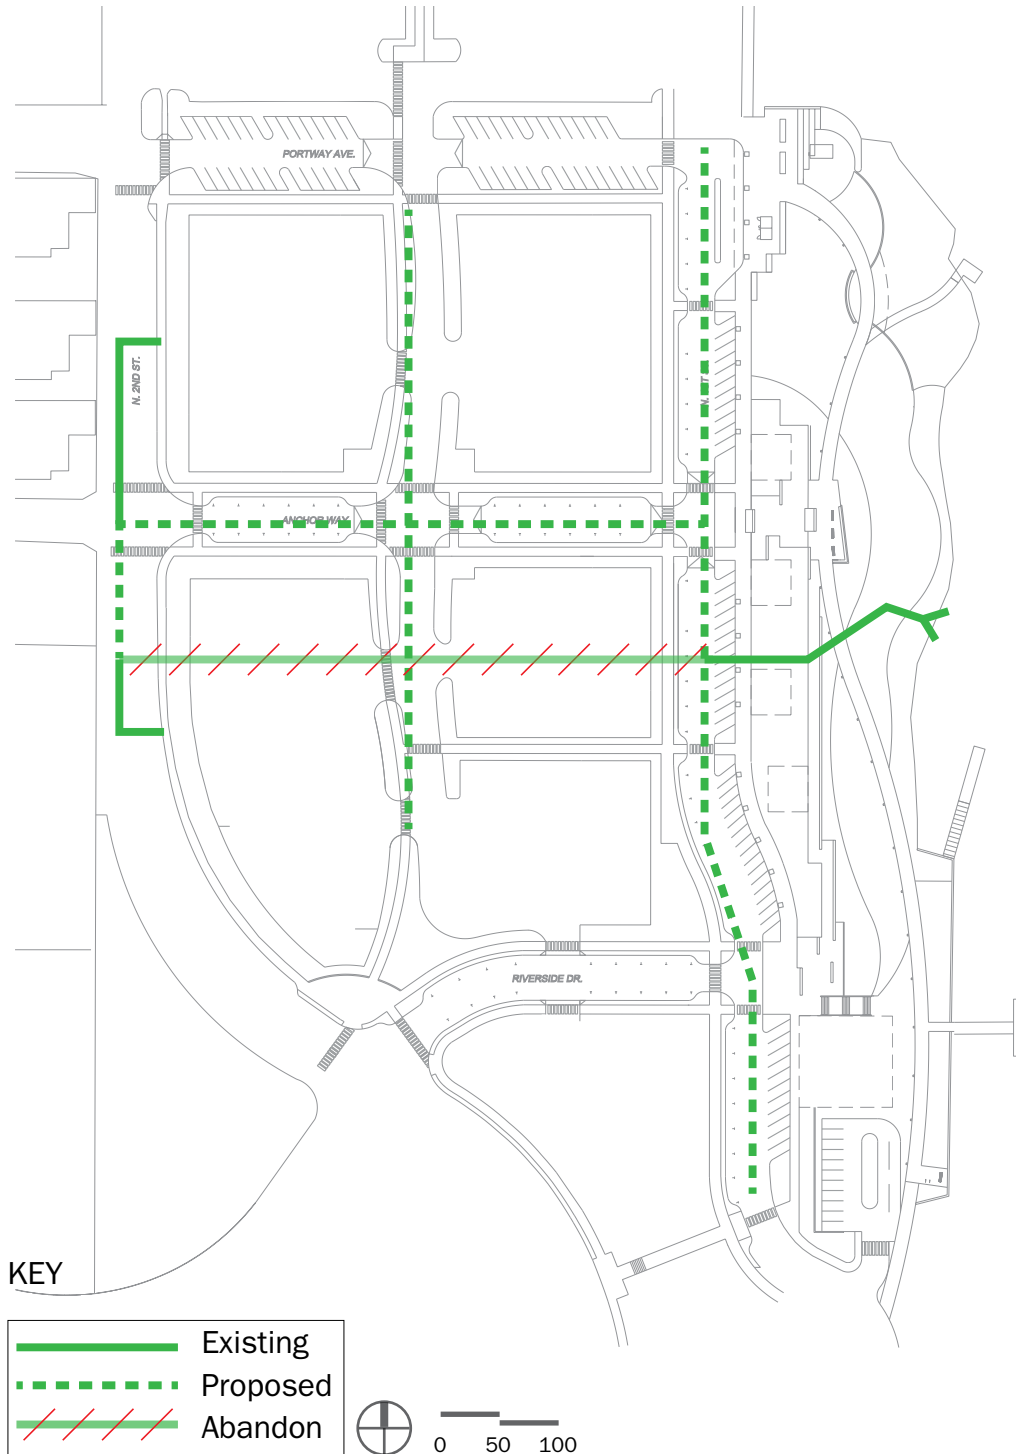 PORTWAY AVE.
N. 2ND ST.
ANCHOR WAY
RIVERSIDE DR.
KEY
Existing
Proposed
Abandon
0 50 100